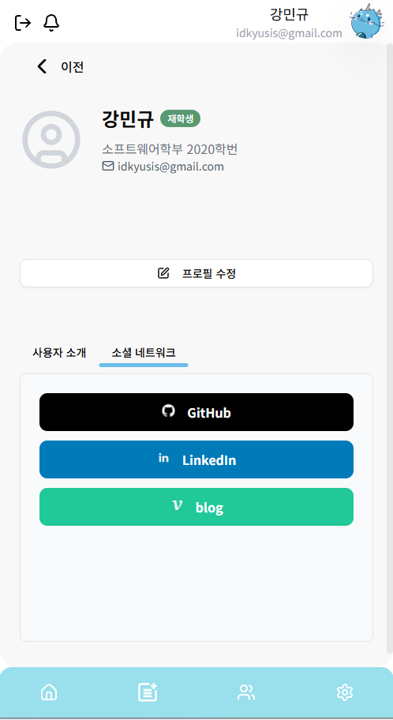 강민규
idkyusis@gmail.com
이전
강민규 재학생
소프트웨어학부 2020학번
idkyusis@gmail.com
프로필 수정
사용자 소개 소셜 네트워크
GitHub
in LinkedIn
V blog